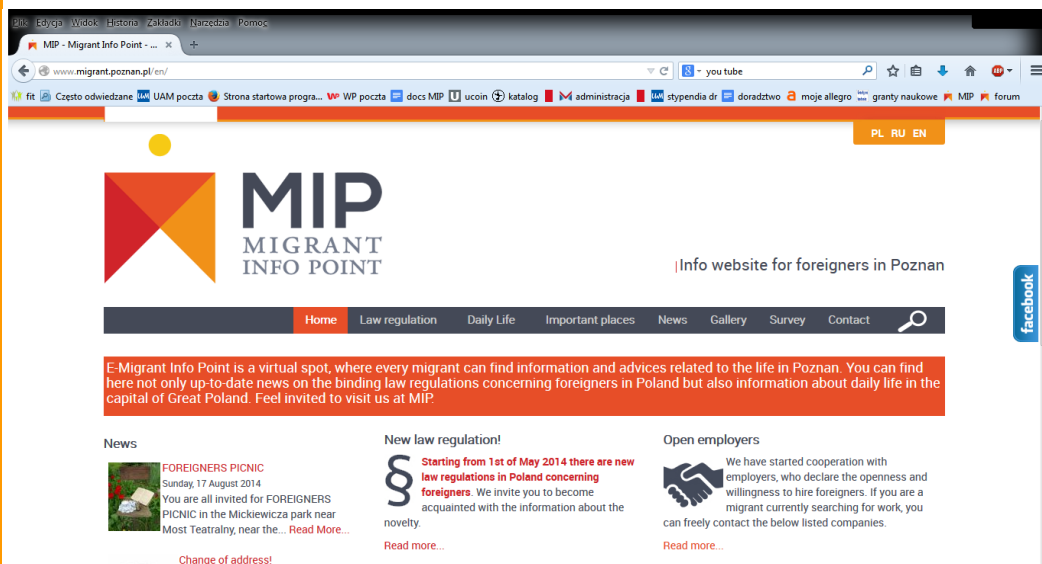 Plik Edycja Widok Historia Zakładki Narzędzia Pomoc
MIP - Migrant Info Point - ... × +
www.migrant.poznan.pl/en/ 8 - you tube
fit Często odwiedzane UAM UAM poczta Strona startowa progra... WP WP poczta docs MIP U ucoin katalog administracja UAM stypendia dr doradztwo a moje allegro granty naukowe MIP forum
PL RU EN
MIP
MIGRANT
INFO POINT
Info website for foreigners in Poznan
facebook
Home Law regulation Daily Life Important places News Gallery Survey Contact
E-Migrant Info Point is a virtual spot, where every migrant can find information and advices related to the life in Poznan. You can find
here not only up-to-date news on the binding law regulations concerning foreigners in Poland but also information about daily life in the
capital of Great Poland. Feel invited to visit us at MIP.
News
FOREIGNERS PICNIC
Sunday, 17 August 2014
You are all invited for FOREIGNERS
PICNIC in the Mickiewicza park near
Most Teatralny, near the... Read More...
Change of address!
New law regulation!
§
Starting from 1st of May 2014 there are new
law regulations in Poland concerning
foreigners. We invite you to become
acquainted with the information about the
novelty.
Read more...
Open employers
We have started cooperation with
employers, who declare the openness and
willingness to hire foreigners. If you are a
migrant currently searching for work, you
can freely contact the below listed companies.
Read more...